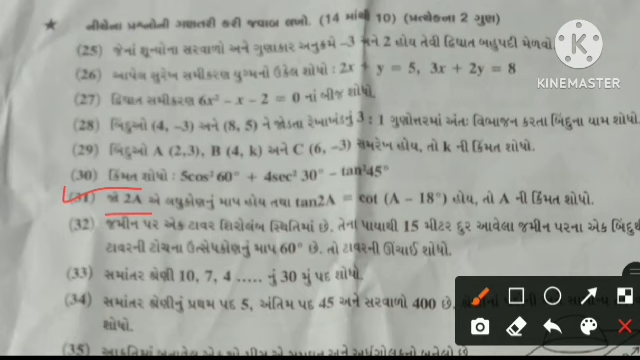 ★ નીચેના પ્રશ્નોની ગણતરી કરી જવાબ લખો. (14 માંથી 10) (પ્રત્યેકના 2 ગુણ)
(25) જેનાં શૂન્યોના સરવાળો અને ગુણાકાર અનુક્રમે –3 અને 2 હોય તેવી દ્વિઘાત બહુપદી મેળવો.
(26) આપેલ સુરેખ સમીકરણ યુગ્મનો ઉકેલ શોધો : 2x + y = 5, 3x + 2y = 8
(27) દ્વિઘાત સમીકરણ 6x² – x – 2 = 0 નાં બીજ શોધો.
(28) બિંદુઓ (4, –3) અને (8, 5) ને જોડતા રેખાખંડનું 3 : 1 ગુણોત્તરમાં અંતઃ વિભાજન કરતા બિંદુના યામ શોધો.
(29) બિંદુઓ A (2,3), B (4, k) અને C (6, –3) સમરેખ હોય, તો k ની કિંમત શોધો.
(30) કિંમત શોધો : 5cos² 60° + 4sec² 30° – tan² 45°
(31) જો 2A એ લઘુકોણનું માપ હોય તથા tan2A = cot (A – 18°) હોય, તો A ની કિંમત શોધો.
(32) જમીન પર એક ટાવર શિરોલંબ સ્થિતિમાં છે. તેના પાયાથી 15 મીટર દુર આવેલા જમીન પરના એક બિંદુથી
ટાવરની ટોચના ઉત્સેધકોણનું માપ 60° છે. તો ટાવરની ઊંચાઈ શોધો.
(33) સમાંતર શ્રેણી 10, 7, 4 ..... નું 30 મું પદ શોધો.
(34) સમાંતર શ્રેણીનું પ્રથમ પદ 5, અંતિમ પદ 45 અને સરવાળો 400 છે.
શોધો.
(35)
KINEMASTER